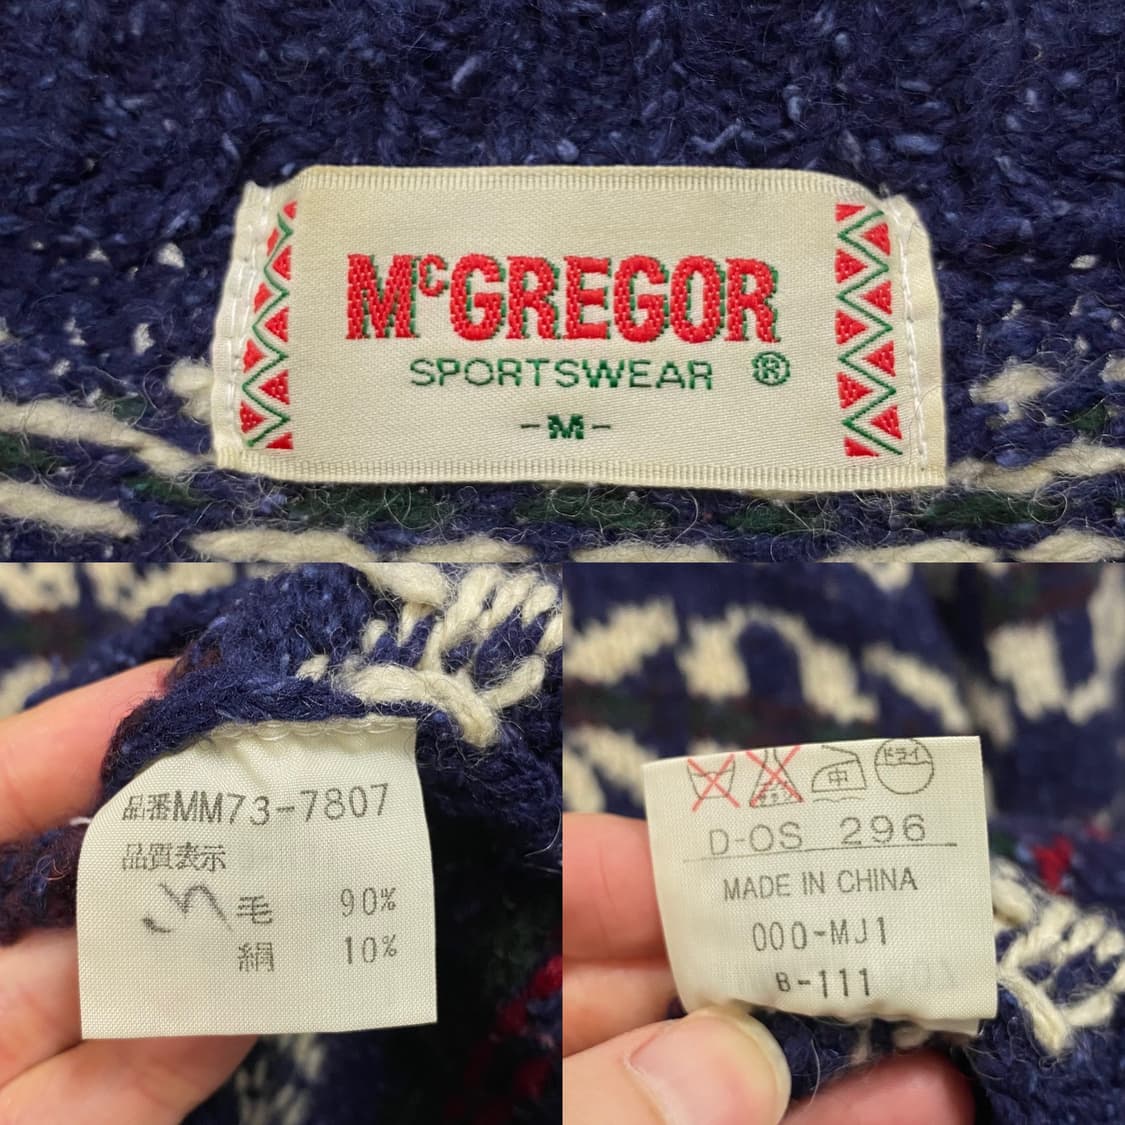 McGREGOR
SPORTSWEAR ®
-M-
品番MM73-7807
品質表示
毛 90%
絹 10%
中 ドライ
D-OS 296
MADE IN CHINA
000-MJ1
B-111